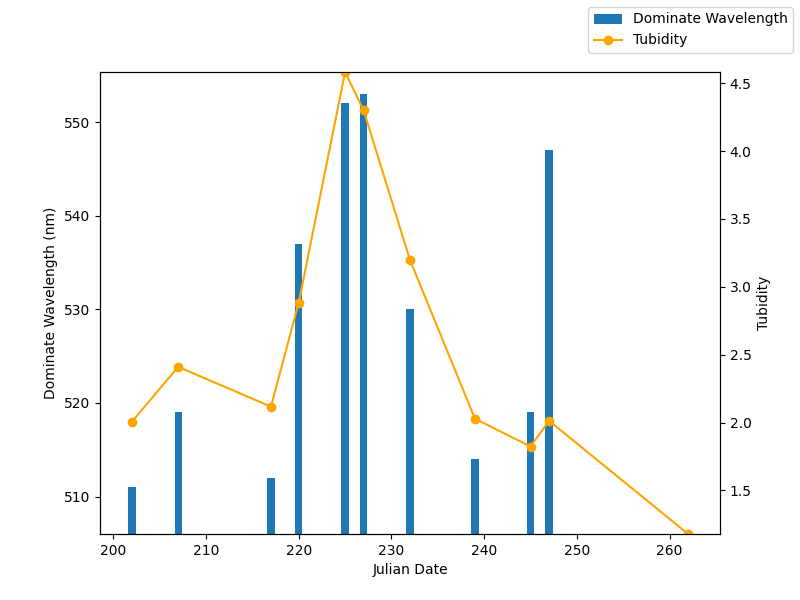 Dominate Wavelength
Tubidity
550
540
530
520
510
Dominate Wavelength (nm)
4.5
4.0
3.5
3.0
2.5
2.0
1.5
Tubidity
200 210 220 230 240 250 260
Julian Date